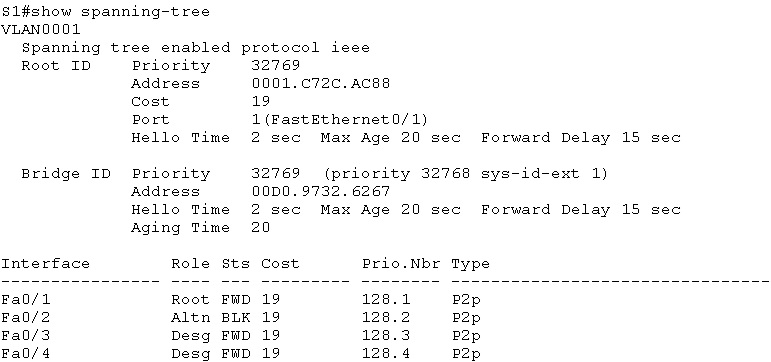 S1#show spanning-tree
VLAN0001
  Spanning tree enabled protocol ieee
  Root ID    Priority    32769
             Address     0001.C72C.AC88
             Cost        19
             Port        1(FastEthernet0/1)
             Hello Time  2 sec  Max Age 20 sec  Forward Delay 15 sec

  Bridge ID  Priority    32769  (priority 32768 sys-id-ext 1)
             Address     00D0.9732.6267
             Hello Time  2 sec  Max Age 20 sec  Forward Delay 15 sec
             Aging Time  20

Interface        Role Sts Cost      Prio.Nbr Type
---------------- ---- --- --------- -------- --------------------------------
Fa0/1            Root FWD 19        128.1    P2p
Fa0/2            Altn BLK 19        128.2    P2p
Fa0/3            Desg FWD 19        128.3    P2p
Fa0/4            Desg FWD 19        128.4    P2p